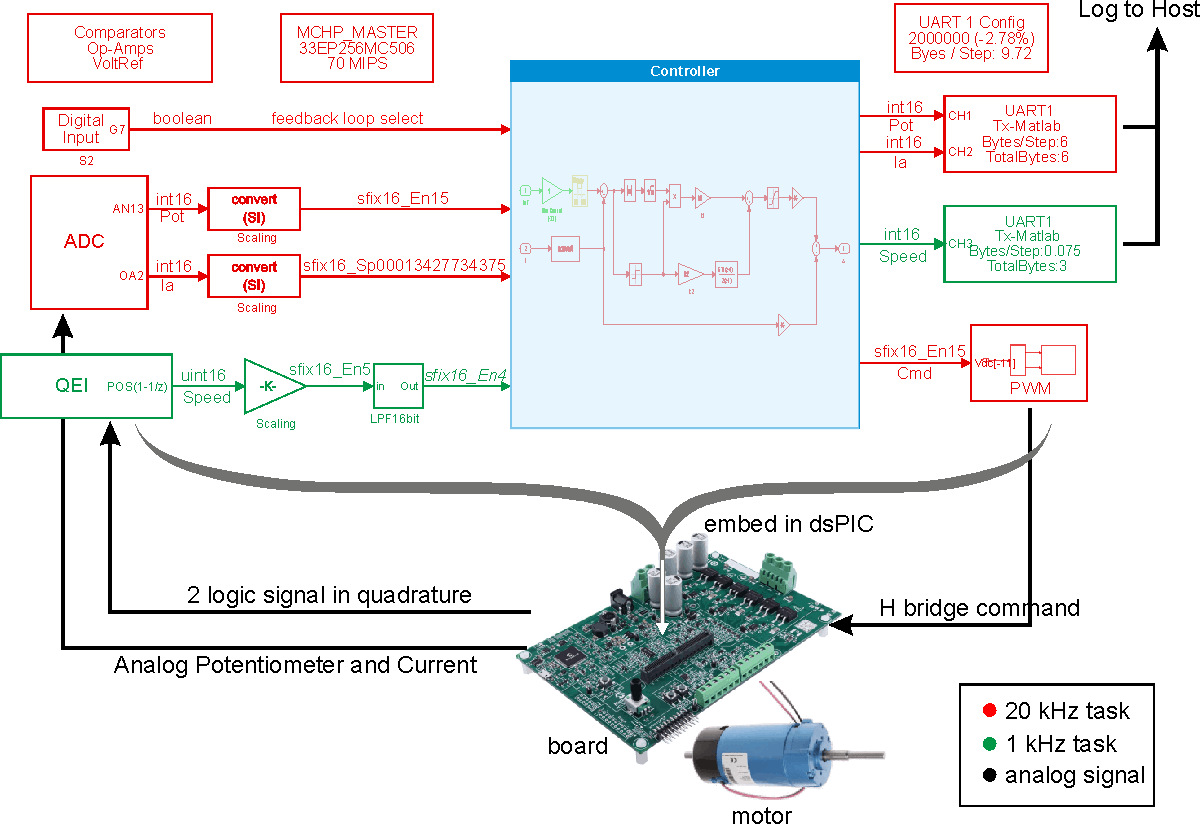 Log to Host
Comparators
Op-Amps
VoltRef
MCHP_MASTER
33EP256MC506
70 MIPS
UART 1 Config
2000000 (-2.78%)
Byes / Step: 9.72
Controller
Digital
Input
G7
S2
boolean
feedback loop select
int16
Pot
int16
Ia
CH1
CH2
UART1
Tx-Matlab
Bytes/Step:6
TotalBytes:6
ADC
AN13
OA2
int16
Pot
convert
(SI)
Scaling
sfix16_En15
int16
Ia
convert
(SI)
Scaling
sfix16_Sp00013427734375
int16
Speed
CH3
UART1
Tx-Matlab
Bytes/Step:0.075
TotalBytes:3
QEI
POS(1-1/z)
uint16
Speed
-K-
Scaling
sfix16_En5
in
Out
LPF16bit
sfix16_En4
sfix16_En15
Cmd
PWM
embed in dsPIC
2 logic signal in quadrature
H bridge command
Analog Potentiometer and Current
board
motor
20 kHz task
1 kHz task
analog signal